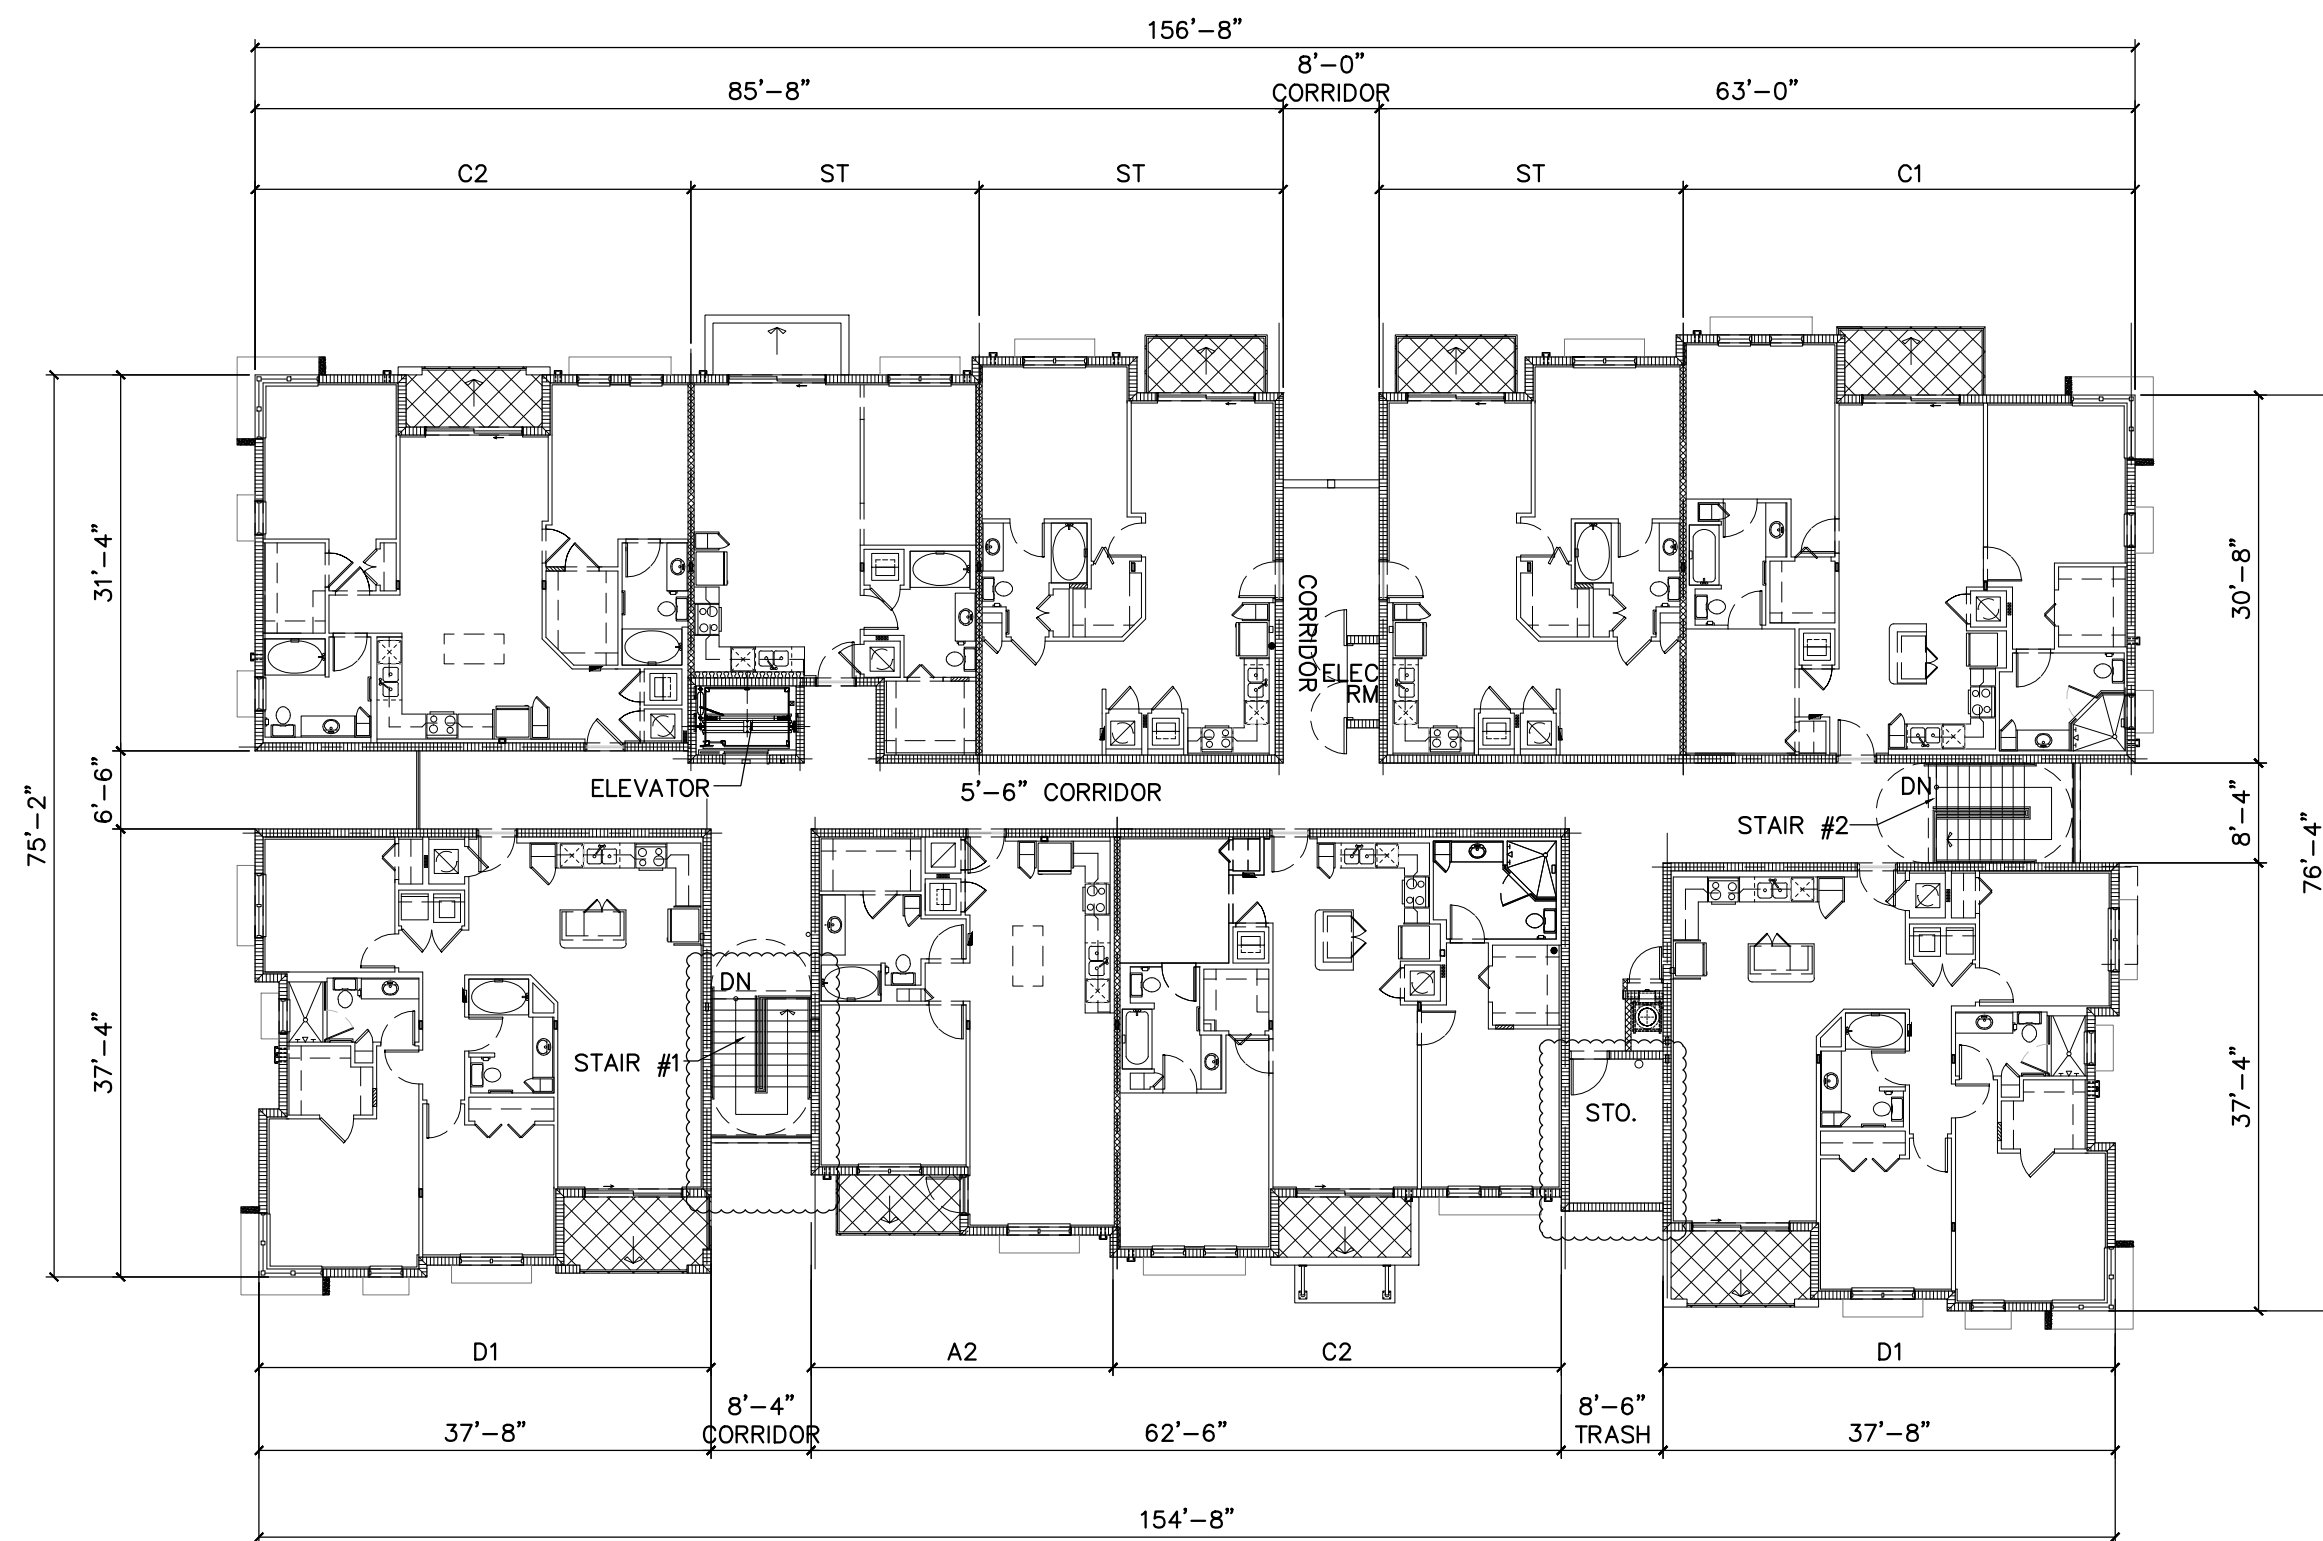 156'-8"
8'-0"
CORRIDOR
85'-8"
63'-0"
C2
ST
ST
ST
C1
31'-4"
30'-8"
CORRIDOR
ELEC
RM
6'-6"
75'-2"
ELEVATOR
5'-6" CORRIDOR
DN
STAIR #2
8'-4"
76'-4"
DN
STAIR #1
37'-4"
STO.
37'-4"
D1
A2
C2
D1
8'-4"
CORRIDOR
8'-6"
TRASH
37'-8"
62'-6"
37'-8"
154'-8"